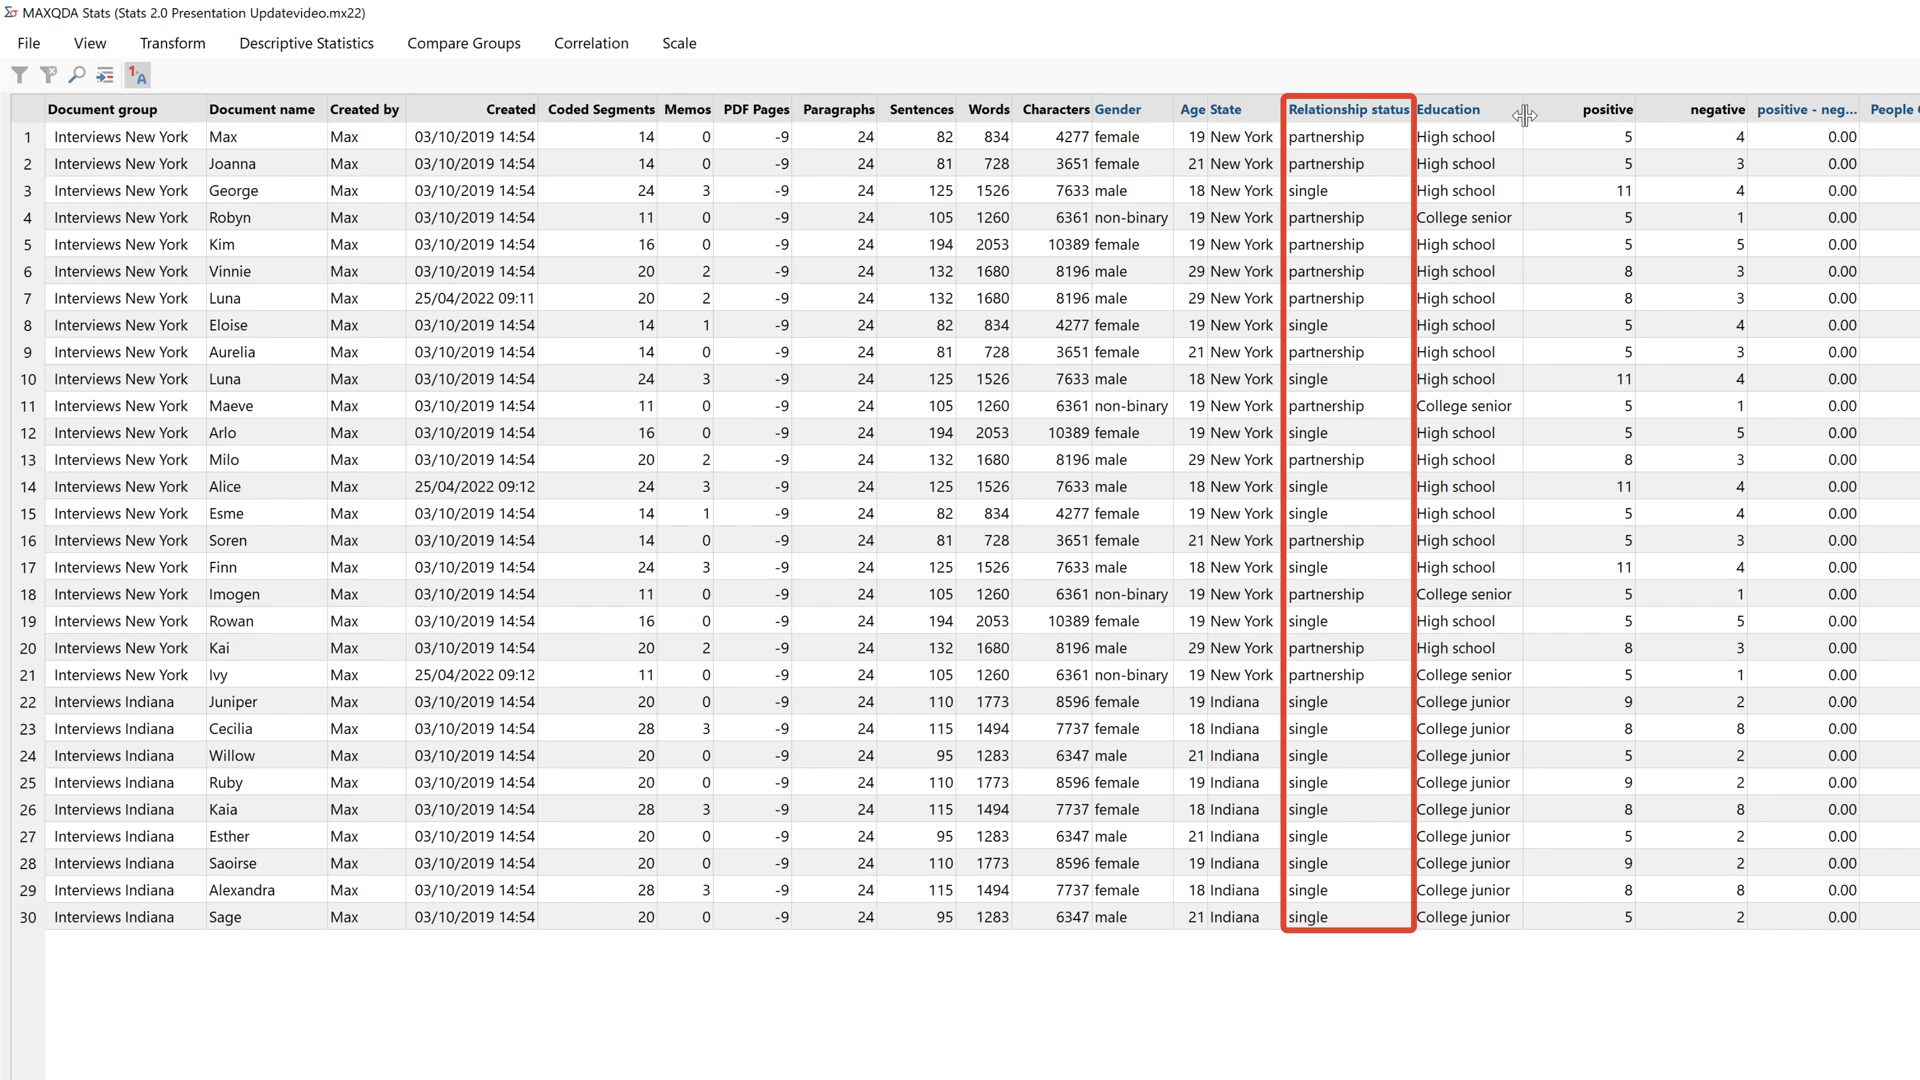 MAXQDA Stats (Stats 2.0 Presentation Updatevideo.mx22)
File View Transform Descriptive Statistics Compare Groups Correlation Scale
Document group Document name Created by Created Coded Segments Memos PDF Pages Paragraphs Sentences Words Characters Gender Age State Relationship status Education positive negative positive - neg... People
1 Interviews New York Max Max 03/10/2019 14:54 14 0 -9 24 82 834 4277 female 19 New York partnership High school 5 4 0.00
2 Interviews New York Joanna Max 03/10/2019 14:54 14 0 -9 24 81 728 3651 female 21 New York partnership High school 5 3 0.00
3 Interviews New York George Max 03/10/2019 14:54 24 3 -9 24 125 1526 7633 male 18 New York single High school 11 4 0.00
4 Interviews New York Robyn Max 03/10/2019 14:54 11 0 -9 24 105 1260 6361 non-binary 19 New York partnership College senior 5 1 0.00
5 Interviews New York Kim Max 03/10/2019 14:54 16 0 -9 24 194 2053 10389 female 19 New York partnership High school 5 5 0.00
6 Interviews New York Vinnie Max 03/10/2019 14:54 20 2 -9 24 132 1680 8196 male 29 New York partnership High school 8 3 0.00
7 Interviews New York Luna Max 25/04/2022 09:11 20 2 -9 24 132 1680 8196 male 29 New York partnership High school 8 3 0.00
8 Interviews New York Eloise Max 03/10/2019 14:54 14 1 -9 24 82 834 4277 female 19 New York single High school 5 4 0.00
9 Interviews New York Aurelia Max 03/10/2019 14:54 14 0 -9 24 81 728 3651 female 21 New York partnership High school 5 3 0.00
10 Interviews New York Luna Max 03/10/2019 14:54 24 3 -9 24 125 1526 7633 male 18 New York single High school 11 4 0.00
11 Interviews New York Maeve Max 03/10/2019 14:54 11 0 -9 24 105 1260 6361 non-binary 19 New York partnership College senior 5 1 0.00
12 Interviews New York Arlo Max 03/10/2019 14:54 16 0 -9 24 194 2053 10389 female 19 New York single High school 5 5 0.00
13 Interviews New York Milo Max 03/10/2019 14:54 20 2 -9 24 132 1680 8196 male 29 New York partnership High school 8 3 0.00
14 Interviews New York Alice Max 25/04/2022 09:12 24 3 -9 24 125 1526 7633 male 18 New York single High school 11 4 0.00
15 Interviews New York Esme Max 03/10/2019 14:54 14 1 -9 24 82 834 4277 female 19 New York single High school 5 4 0.00
16 Interviews New York Soren Max 03/10/2019 14:54 14 0 -9 24 81 728 3651 female 21 New York partnership High school 5 3 0.00
17 Interviews New York Finn Max 03/10/2019 14:54 24 3 -9 24 125 1526 7633 male 18 New York single High school 11 4 0.00
18 Interviews New York Imogen Max 03/10/2019 14:54 11 0 -9 24 105 1260 6361 non-binary 19 New York partnership College senior 5 1 0.00
19 Interviews New York Rowan Max 03/10/2019 14:54 16 0 -9 24 194 2053 10389 female 19 New York single High school 5 5 0.00
20 Interviews New York Kai Max 03/10/2019 14:54 20 2 -9 24 132 1680 8196 male 29 New York partnership High school 8 3 0.00
21 Interviews New York Ivy Max 25/04/2022 09:12 11 0 -9 24 105 1260 6361 non-binary 19 New York partnership College senior 5 1 0.00
22 Interviews Indiana Juniper Max 03/10/2019 14:54 20 0 -9 24 110 1773 8596 female 19 Indiana single College junior 9 2 0.00
23 Interviews Indiana Cecilia Max 03/10/2019 14:54 28 3 -9 24 115 1494 7737 female 18 Indiana single College junior 8 8 0.00
24 Interviews Indiana Willow Max 03/10/2019 14:54 20 0 -9 24 95 1283 6347 male 21 Indiana single College junior 5 2 0.00
25 Interviews Indiana Ruby Max 03/10/2019 14:54 20 0 -9 24 110 1773 8596 female 19 Indiana single College junior 9 2 0.00
26 Interviews Indiana Kaia Max 03/10/2019 14:54 28 3 -9 24 115 1494 7737 female 18 Indiana single College junior 8 8 0.00
27 Interviews Indiana Esther Max 03/10/2019 14:54 20 0 -9 24 95 1283 6347 male 21 Indiana single College junior 5 2 0.00
28 Interviews Indiana Saoirse Max 03/10/2019 14:54 20 0 -9 24 110 1773 8596 female 19 Indiana single College junior 9 2 0.00
29 Interviews Indiana Alexandra Max 03/10/2019 14:54 28 3 -9 24 115 1494 7737 female 18 Indiana single College junior 8 8 0.00
30 Interviews Indiana Sage Max 03/10/2019 14:54 20 0 -9 24 95 1283 6347 male 21 Indiana single College junior 5 2 0.00